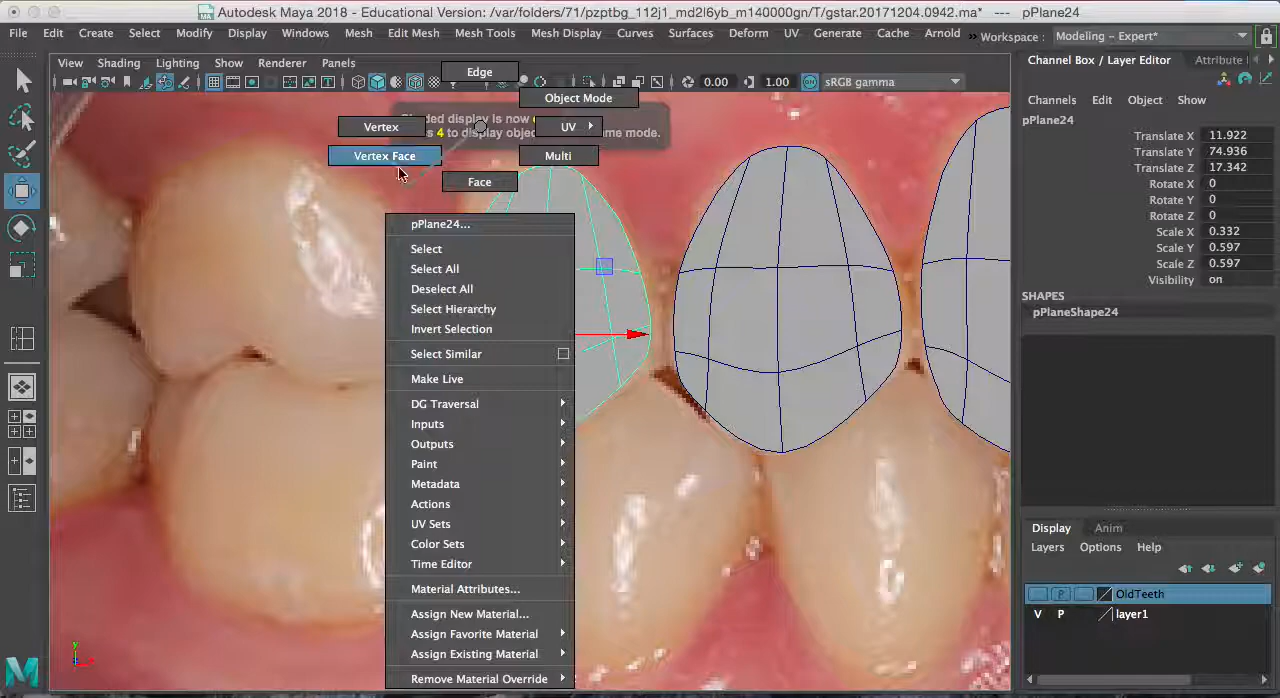 Autodesk Maya 2018 - Educational Version: /var/folders/71/pzptbg_112j1_md2l6yb_m140000gn/T/gstar.20171204.0942.ma* --- pPlane24
File Edit Create Select Modify Display Windows Mesh Edit Mesh Mesh Tools Mesh Display Curves Surfaces Deform UV Generate Cache Arnold » Workspace : Modeling - Expert*
View Shading Lighting Show Renderer Panels
0.00 1.00 sRGB gamma
Edge
Object Mode
Vertex
UV
Vertex Face
Multi
Face
pPlane24...
Select
Select All
Deselect All
Select Hierarchy
Invert Selection
Select Similar
Make Live
DG Traversal
Inputs
Outputs
Paint
Metadata
Actions
UV Sets
Color Sets
Time Editor
Material Attributes...
Assign New Material...
Assign Favorite Material
Assign Existing Material
Remove Material Override
Channel Box / Layer Editor Attribute
Channels Edit Object Show
pPlane24
Translate X 11.922
Translate Y 74.936
Translate Z 17.342
Rotate X 0
Rotate Y 0
Rotate Z 0
Scale X 0.332
Scale Y 0.597
Scale Z 0.597
Visibility on
SHAPES
pPlaneShape24
Display Anim
Layers Options Help
P OldTeeth
V P layer1